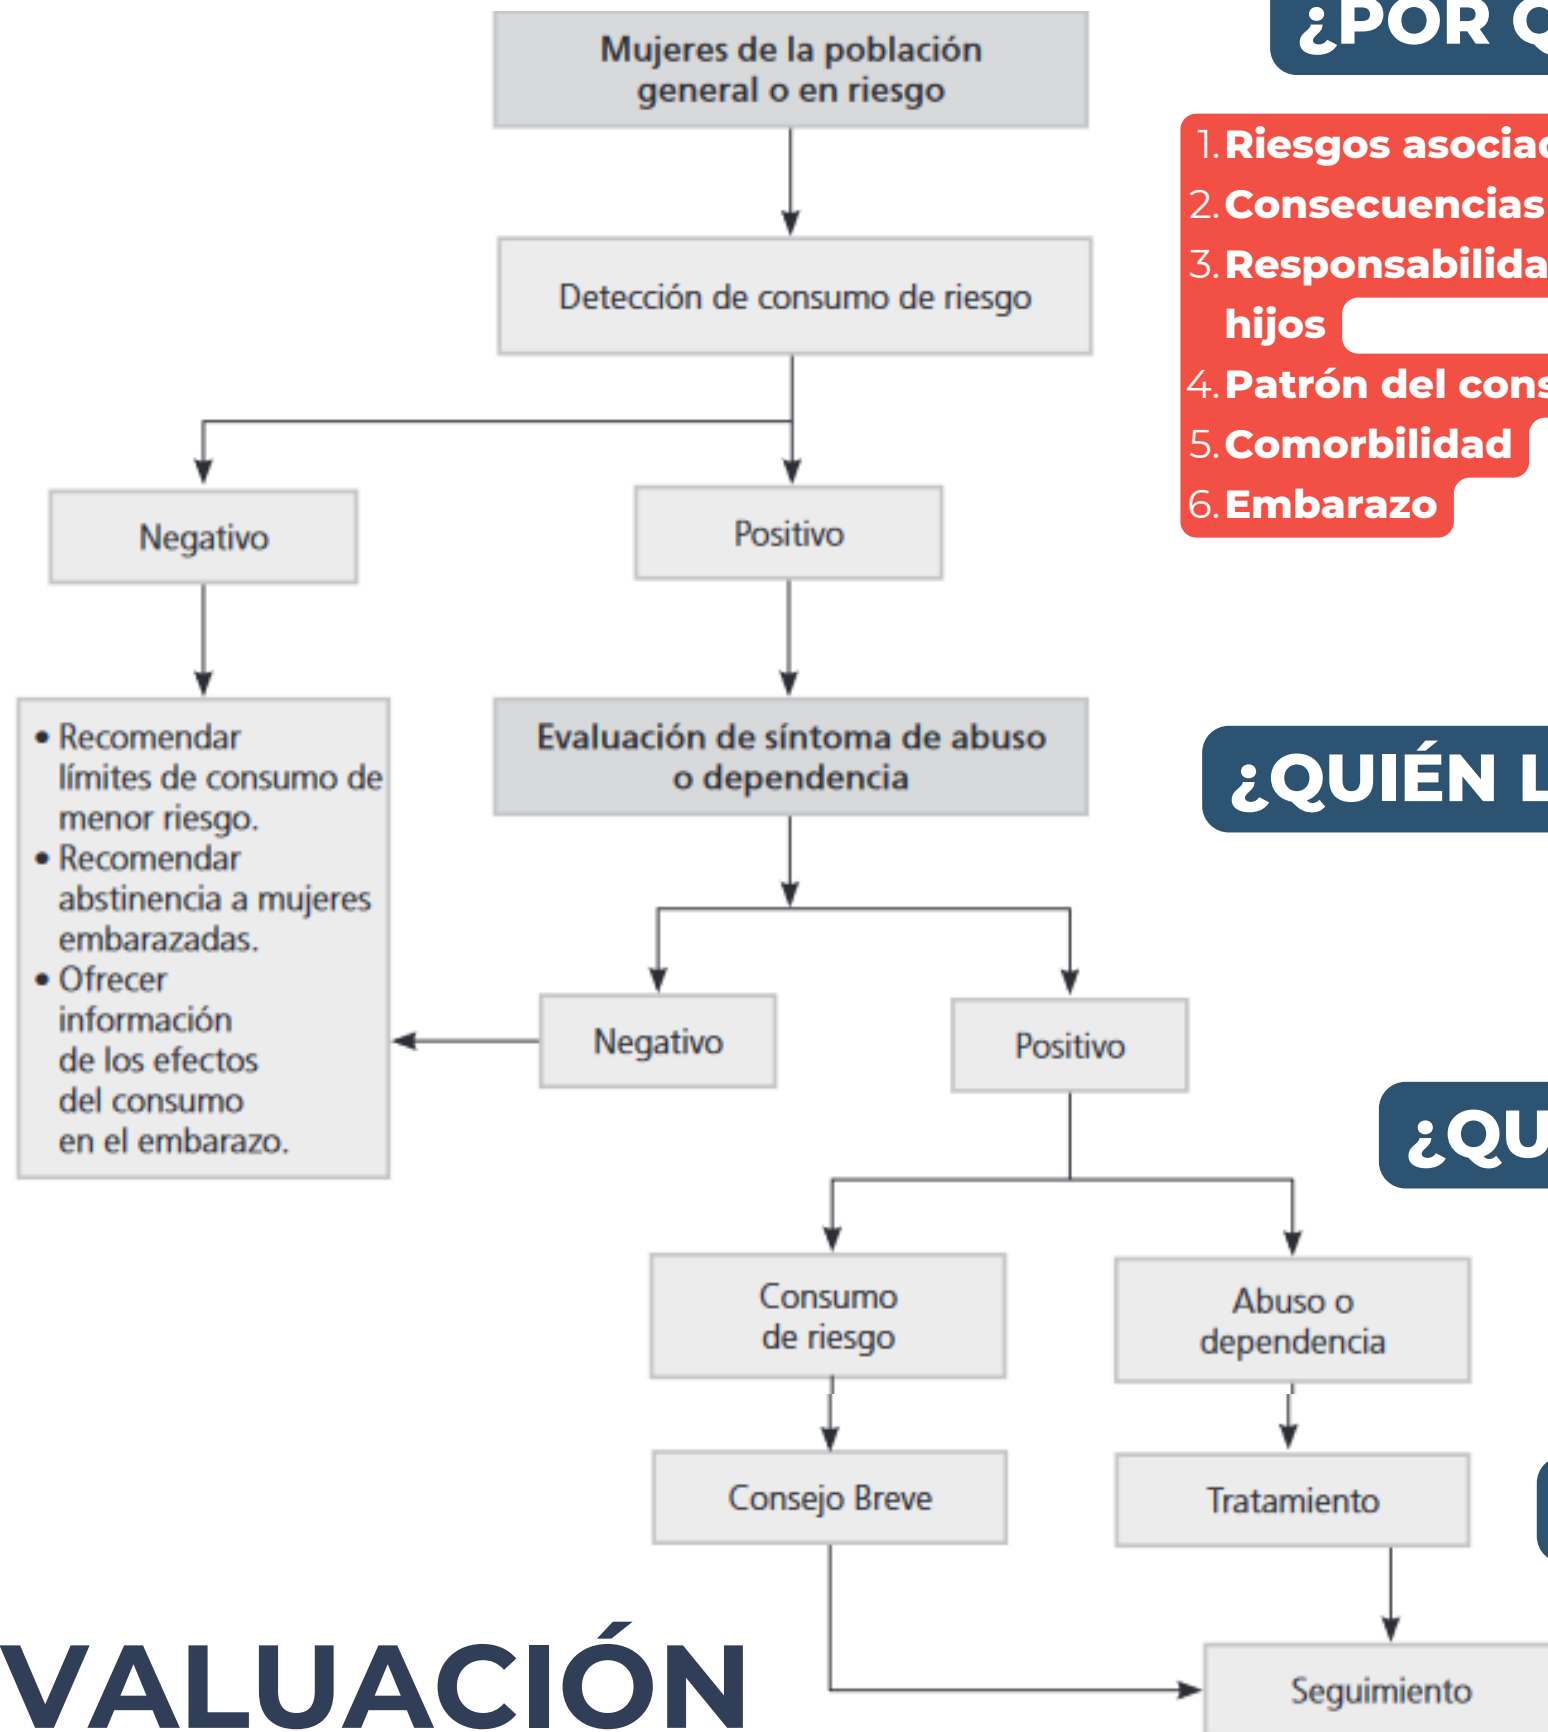 Mujeres de la población
general o en riesgo
Detección de consumo de riesgo
Negativo
Positivo
• Recomendar
límites de consumo de
menor riesgo.
• Recomendar
abstinencia a mujeres
embarazadas.
• Ofrecer
información
de los efectos
del consumo
en el embarazo.
Evaluación de síntoma de abuso
o dependencia
Negativo
Positivo
Consumo
de riesgo
Abuso o
dependencia
Consejo Breve
Tratamiento
Seguimiento
VALUACIÓN
¿POR
1. Riesgos
2. Consecuencias
3.
hijos
4. Patrón del
5. Comorbilidad
6. Embarazo
¿QUIÉN